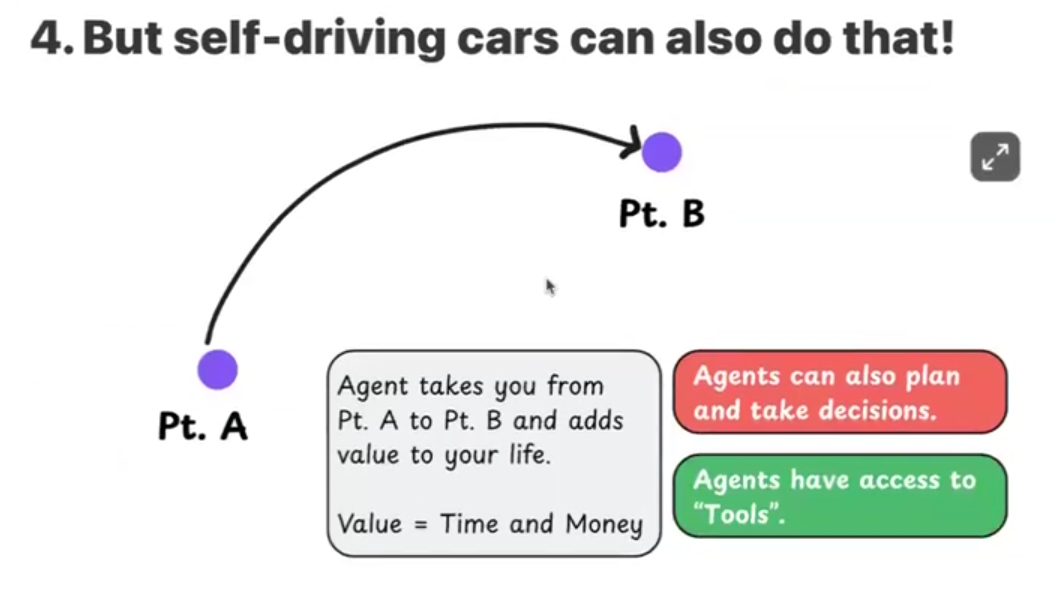 4. But self-driving cars can also do that!
Pt. B
Pt. A
Agent takes you from
Pt. A to Pt. B and adds
value to your life.
Value = Time and Money
Agents can also plan
and take decisions.
Agents have access to
“Tools”.